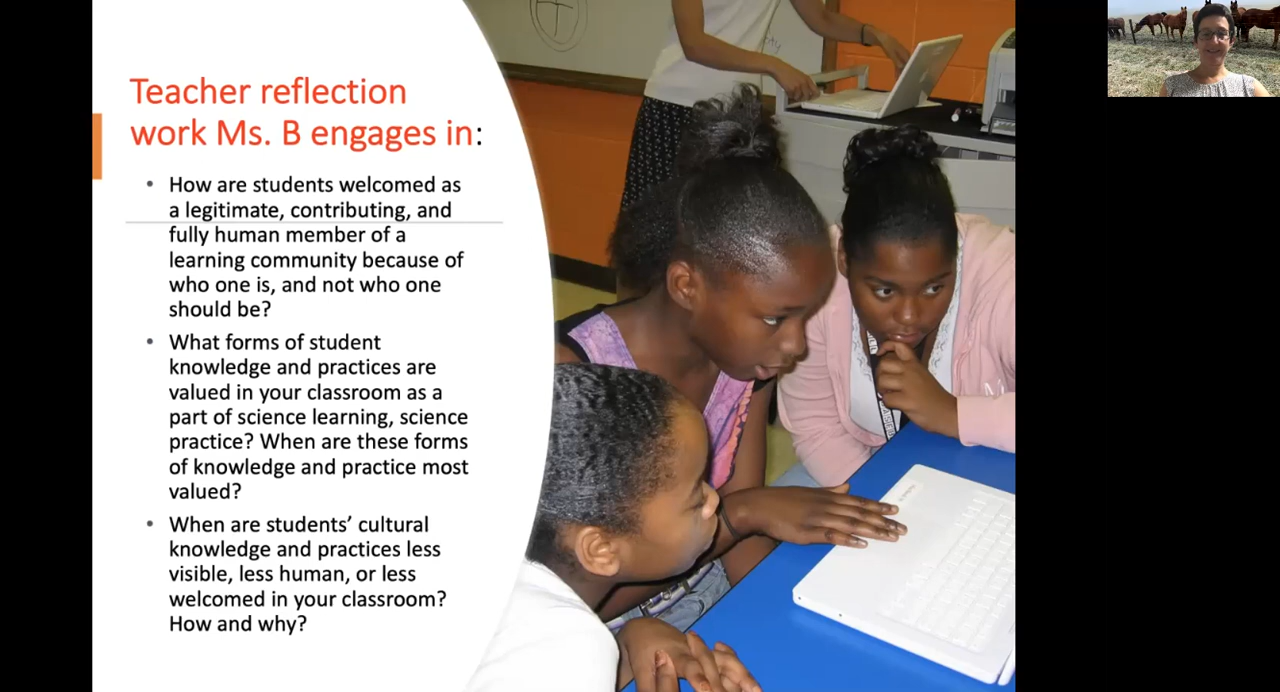 Teacher reflection
work Ms. B engages in:
• How are students welcomed as
a legitimate, contributing, and
fully human member of a
learning community because of
who one is, and not who one
should be?
• What forms of student
knowledge and practices are
valued in your classroom as a
part of science learning, science
practice? When are these forms
of knowledge and practice most
valued?
• When are students’ cultural
knowledge and practices less
visible, less human, or less
welcomed in your classroom?
How and why?